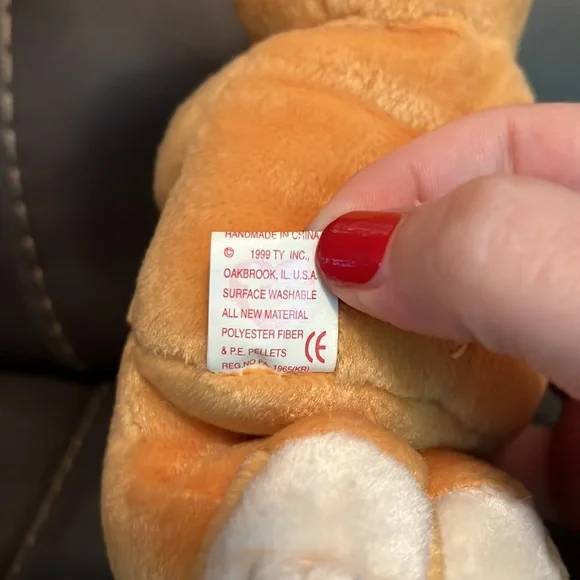 HANDMADE IN CHINA
© 1999 TY INC.,
OAKBROOK, IL. U.S.A.
SURFACE WASHABLE
ALL NEW MATERIAL
POLYESTER FIBER
& P.E. PELLETS CE
REG.NO PA. 1965(KR)